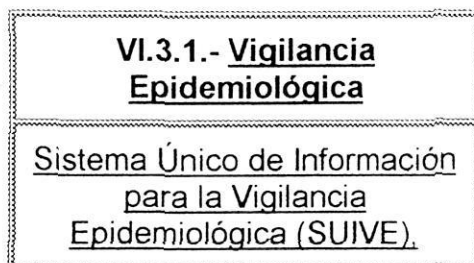 VI.3.1.- Vigilancia
Epidemiológica
Sistema Único de Información
para la Vigilancia
Epidemiológica (SUIVE),